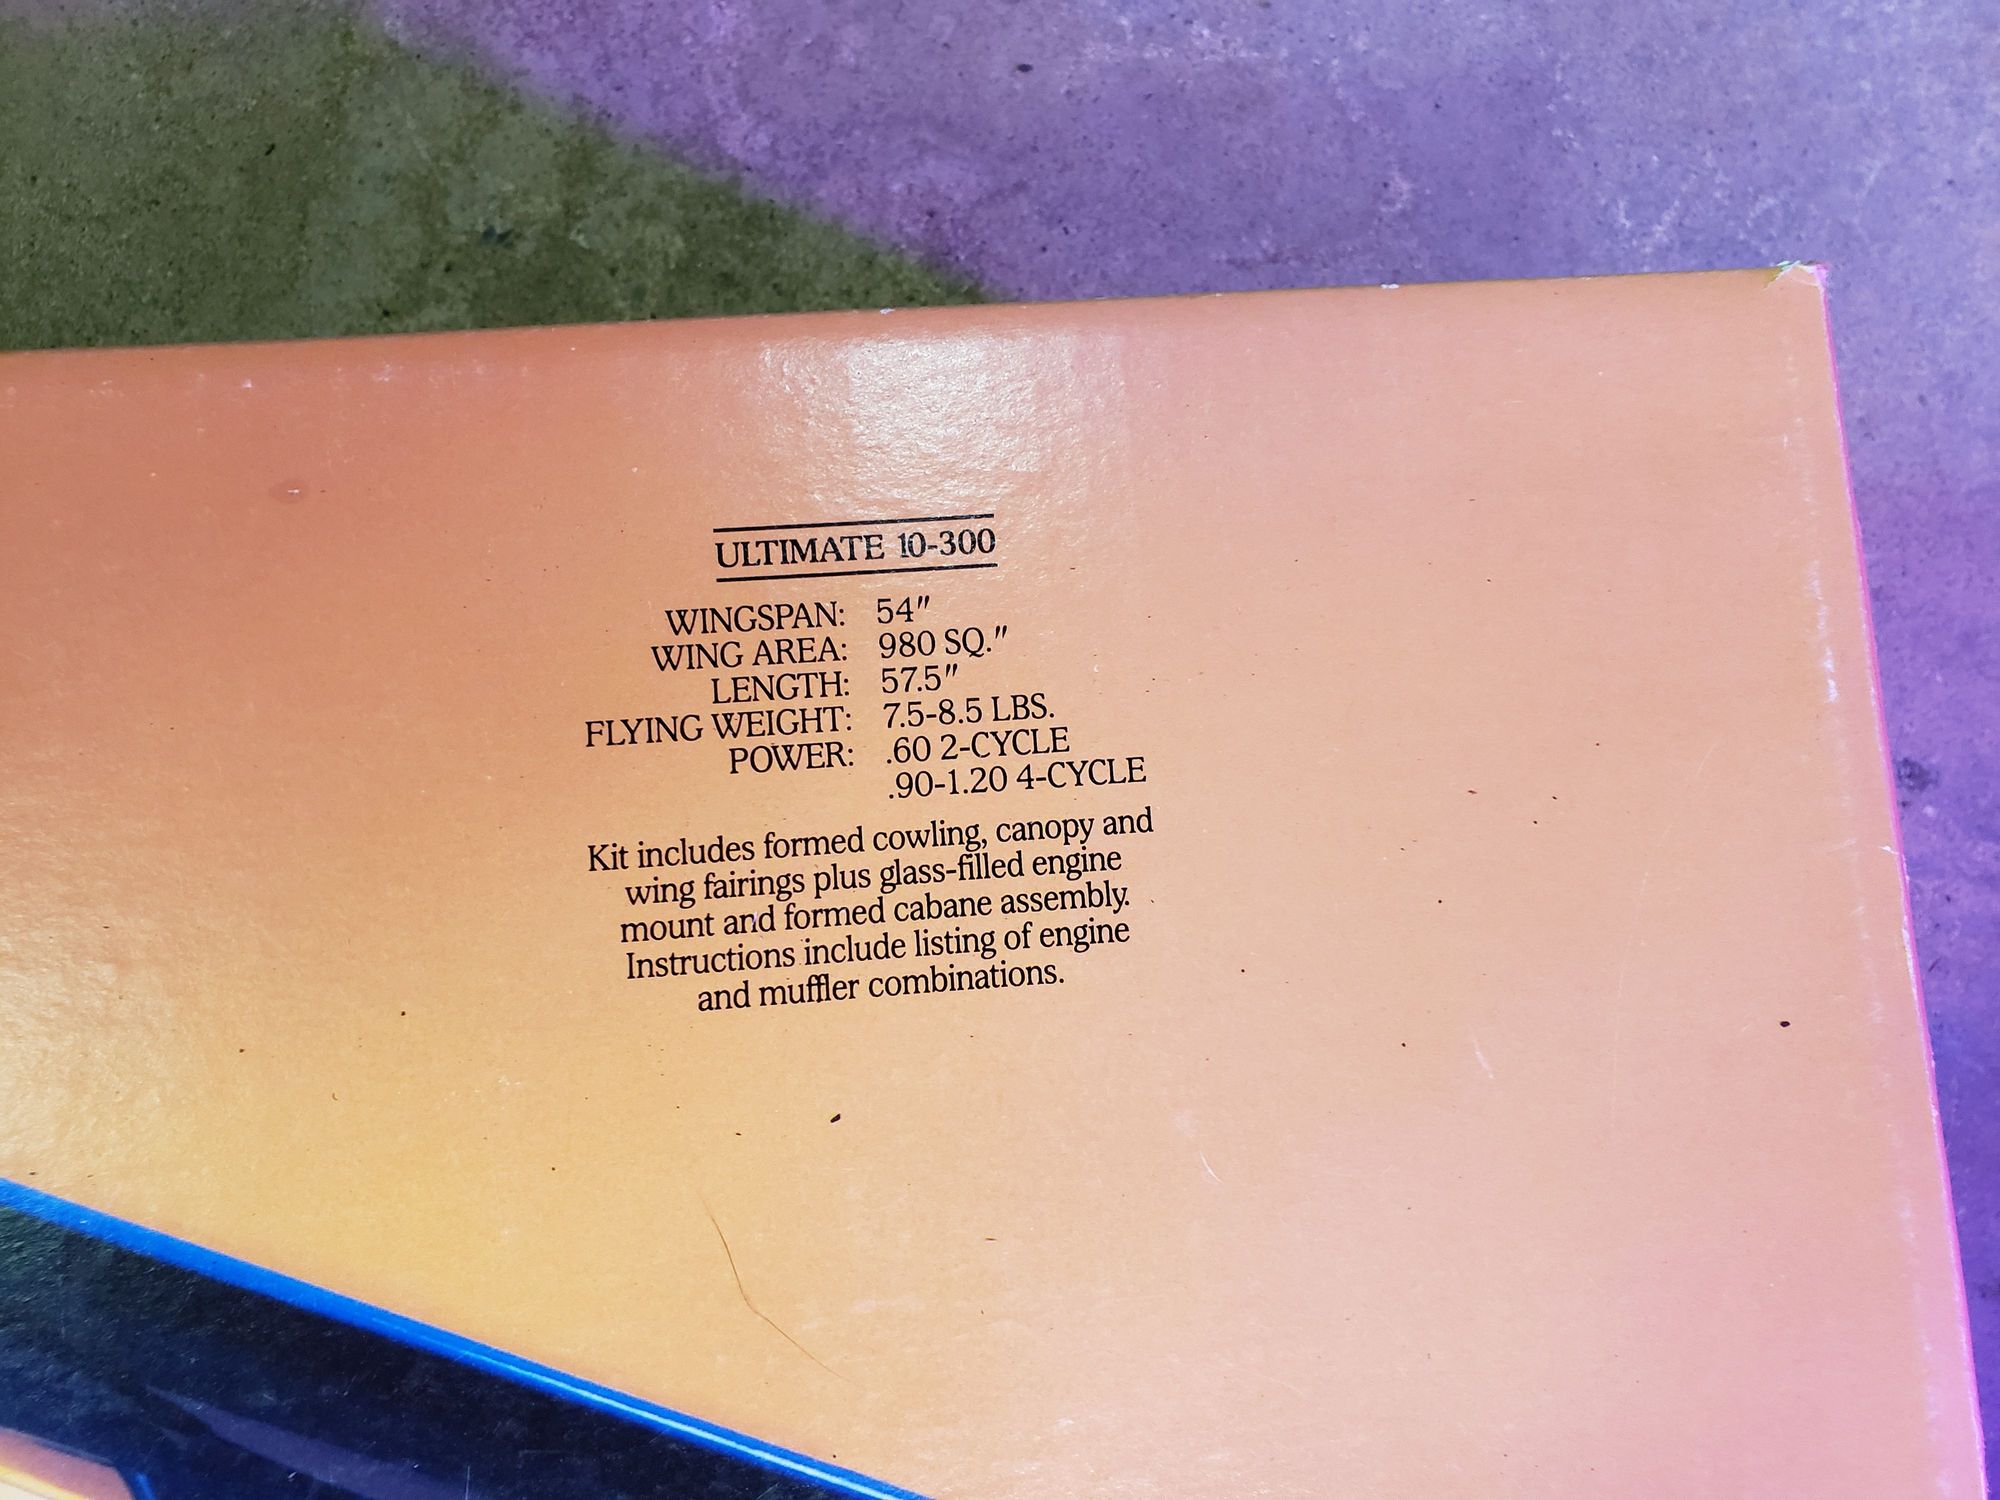 ULTIMATE 10-300
WINGSPAN: 54"
WING AREA: 980 SQ."
LENGTH: 57.5"
FLYING WEIGHT: 7.5-8.5 LBS.
POWER: .60 2-CYCLE
.90-1.20 4-CYCLE
Kit includes formed cowling, canopy and
wing fairings plus glass-filled engine
mount and formed cabane assembly.
Instructions include listing of engine
and muffler combinations.